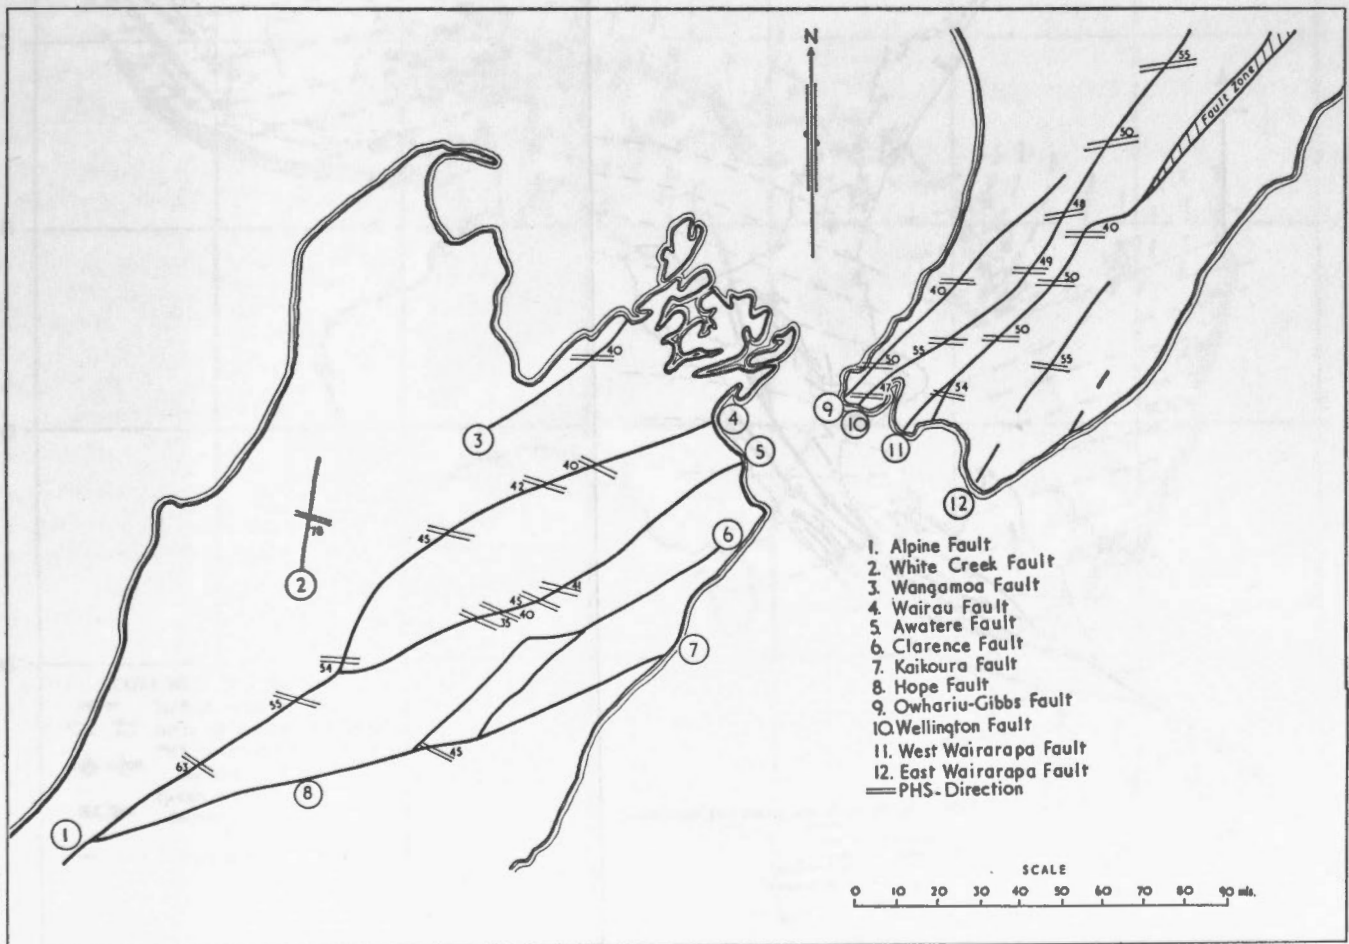 N
55
Fault Zone
50
48
40
49
50
40
55
50
50
47
54
55
9
10
11
12
40
3
4
5
40
42
45
78
2
6
41
45
40
35
54
7
55
63
45
8
1
1. Alpine Fault
2. White Creek Fault
3. Wangamoa Fault
4. Wairau Fault
5. Awatere Fault
6. Clarence Fault
7. Kaikoura Fault
8. Hope Fault
9. Owhariu-Gibbs Fault
10. Wellington Fault
11. West Wairarapa Fault
12. East Wairarapa Fault
PHS-Direction
SCALE
0 10 20 30 40 50 60 70 80 90 mls.